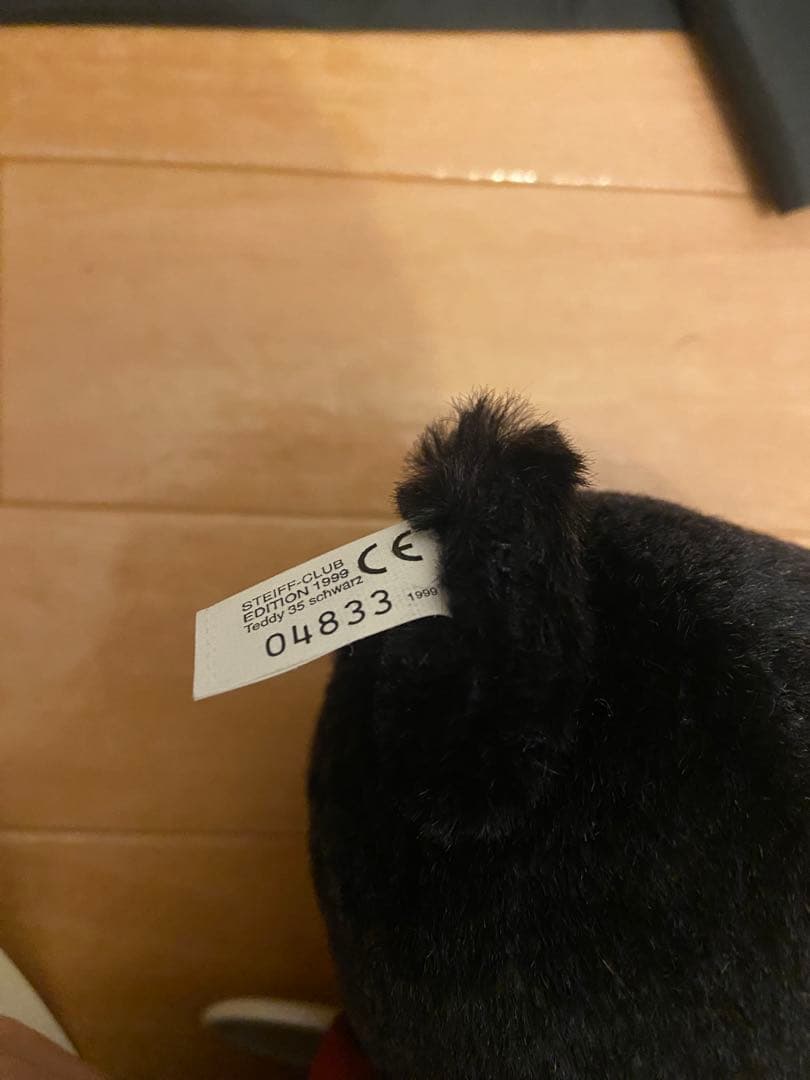 STEIFF-CLUB
EDITION 1999
Teddy 35 schwarz
CE
04833 1999